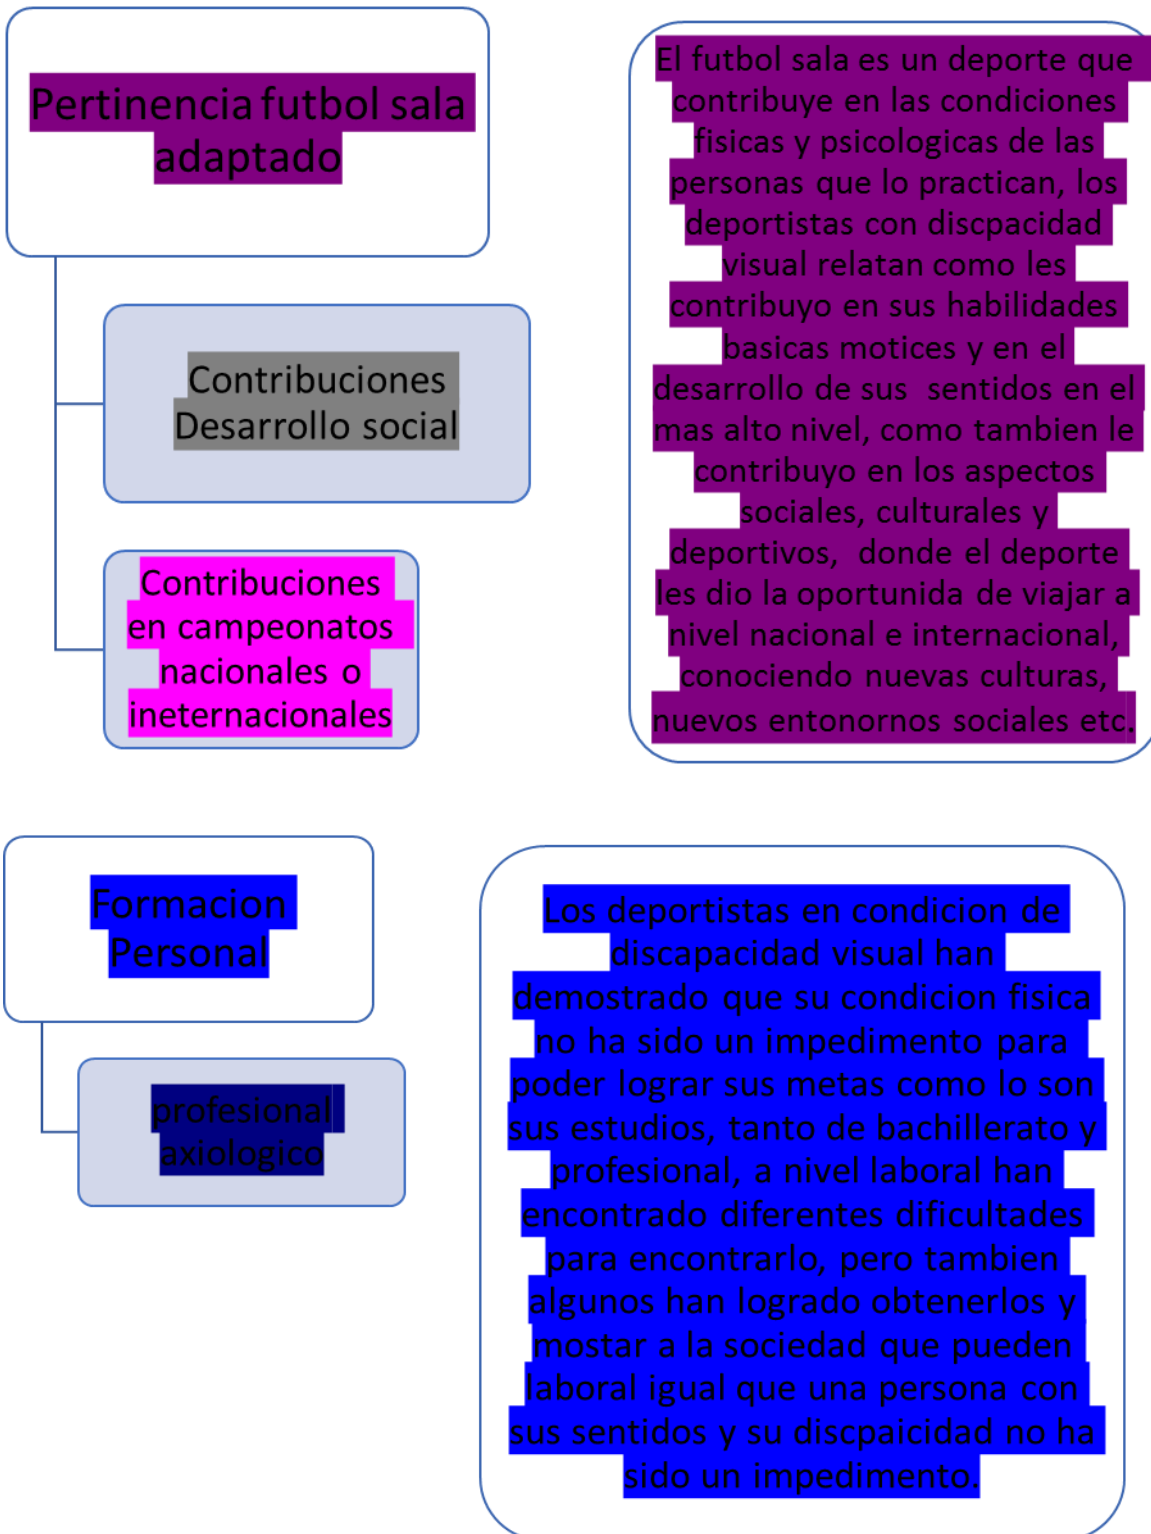 Pertinencia futbol sala
adaptado
Contribuciones
Desarrollo social
Contribuciones
en campeonatos
nacionales o
ineternacionales
El futbol sala es un deporte que
contribuye en las condiciones
fisicas y psicologicas de las
personas que lo practican, los
deportistas con discpacidad
visual relatan como les
contribuyo en sus habilidades
basicas motices y en el
desarrollo de sus sentidos en el
mas alto nivel, como tambien le
contribuyo en los aspectos
sociales, culturales y
deportivos, donde el deporte
les dio la oportunida de viajar a
nivel nacional e internacional,
conociendo nuevas culturas,
nuevos entonornos sociales etc.
Formacion
Personal
profesional
axiologico
Los deportistas en condicion de
discapacidad visual han
demostrado que su condicion fisica
no ha sido un impedimento para
poder lograr sus metas como lo son
sus estudios, tanto de bachillerato y
profesional, a nivel laboral han
encontrado diferentes dificultades
para encontrarlo, pero tambien
algunos han logrado obtenerlos y
mostar a la sociedad que pueden
laboral igual que una persona con
sus sentidos y su discpaicidad no ha
sido un impedimento.